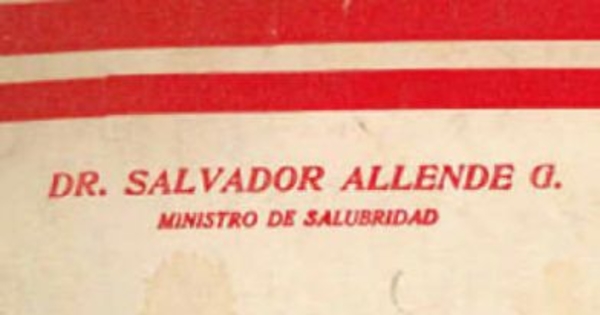 DR. SALVADOR ALLENDE G.
MINISTRO DE SALUBRIDAD